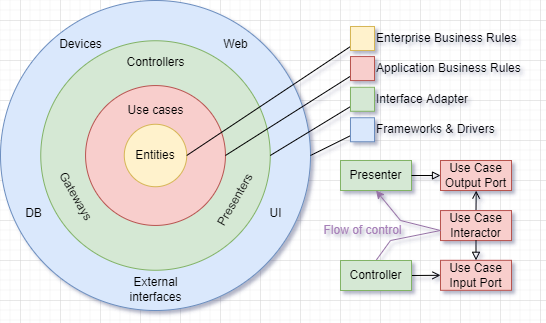 Devices
Web
Controllers
Use cases
Entities
Gateways
Presenters
DB
UI
External
interfaces
Enterprise Business Rules
Application Business Rules
Interface Adapter
Frameworks & Drivers
Presenter
Use Case
Output Port
Flow of control
Use Case
Interactor
Controller
Use Case
Input Port